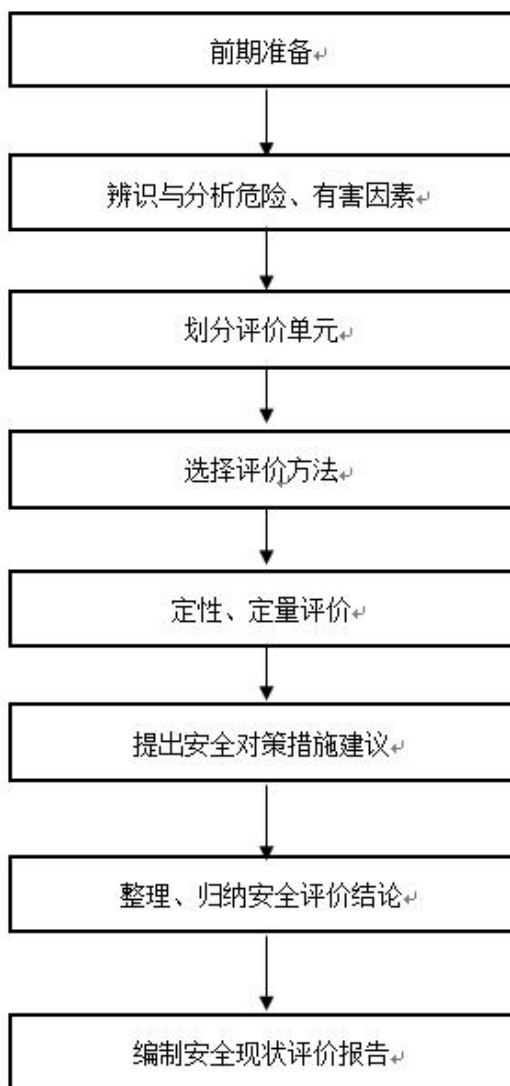 前期准备
辨识与分析危险、有害因素
划分评价单元
选择评价方法
定性、定量评价
提出安全对策措施建议
整理、归纳安全评价结论
编制安全现状评价报告